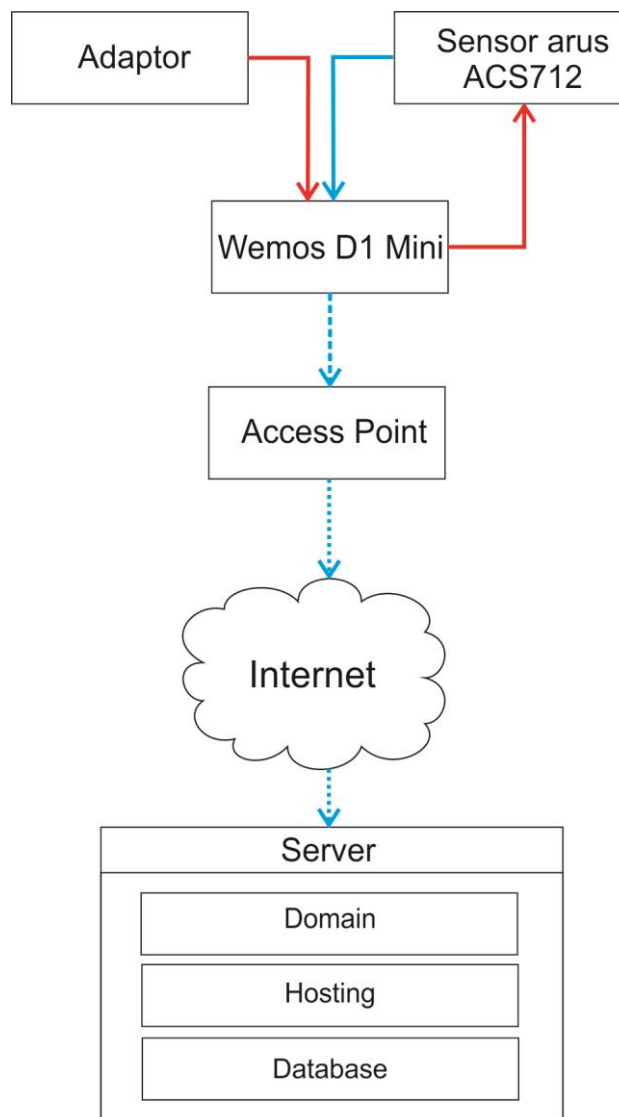 Adaptor
Sensor arus
ACS712
Wemos D1 Mini
Access Point
Internet
Server
Domain
Hosting
Database